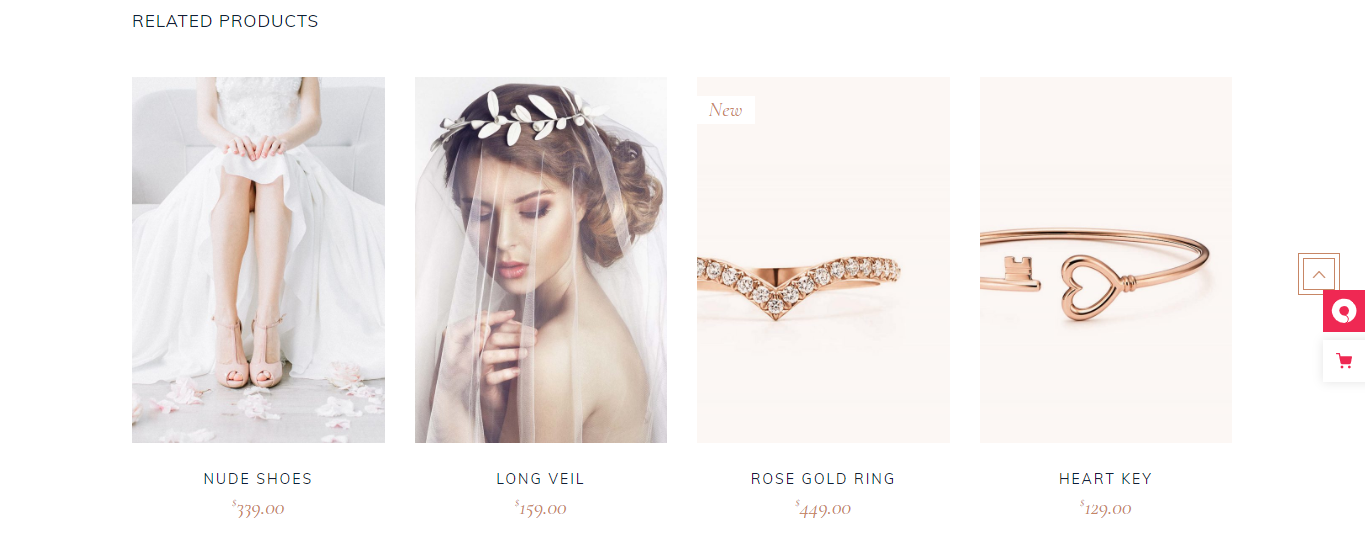 RELATED PRODUCTS
New
NUDE SHOES
$339.00
LONG VEIL
$159.00
ROSE GOLD RING
$449.00
HEART KEY
$129.00